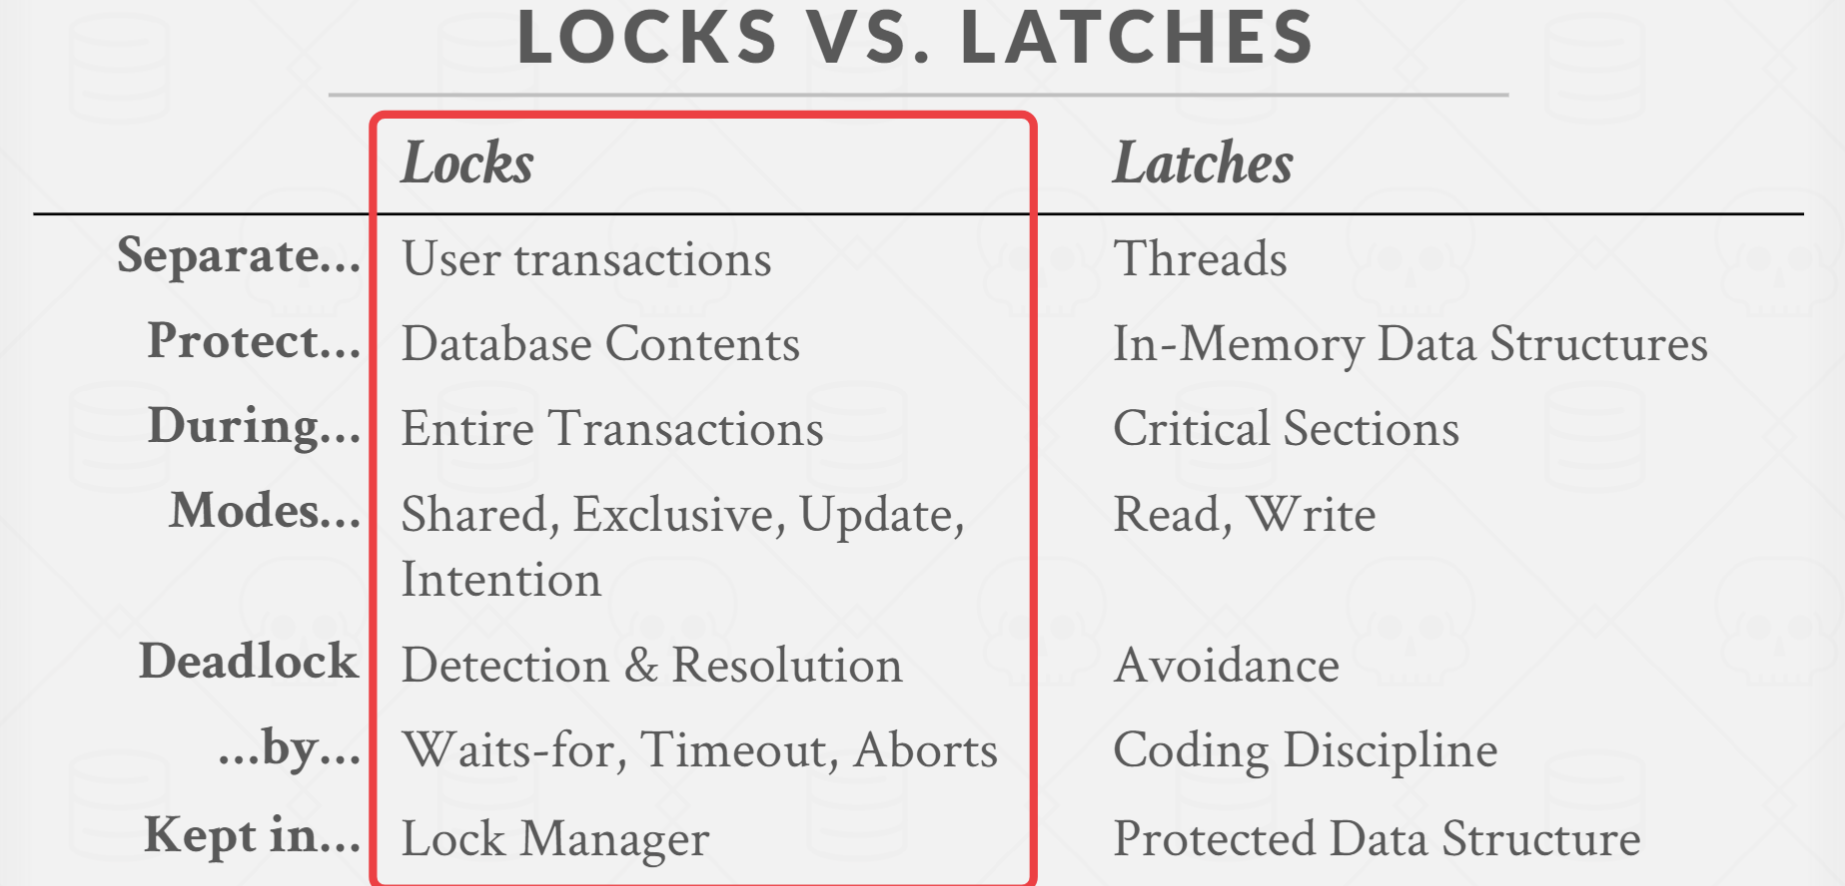 LOCKS VS. LATCHES
Locks Latches
Separate... User transactions Threads
Protect... Database Contents In-Memory Data Structures
During... Entire Transactions Critical Sections
Modes... Shared, Exclusive, Update, Read, Write
Intention
Deadlock Detection & Resolution Avoidance
...by... Waits-for, Timeout, Aborts Coding Discipline
Kept in... Lock Manager Protected Data Structure